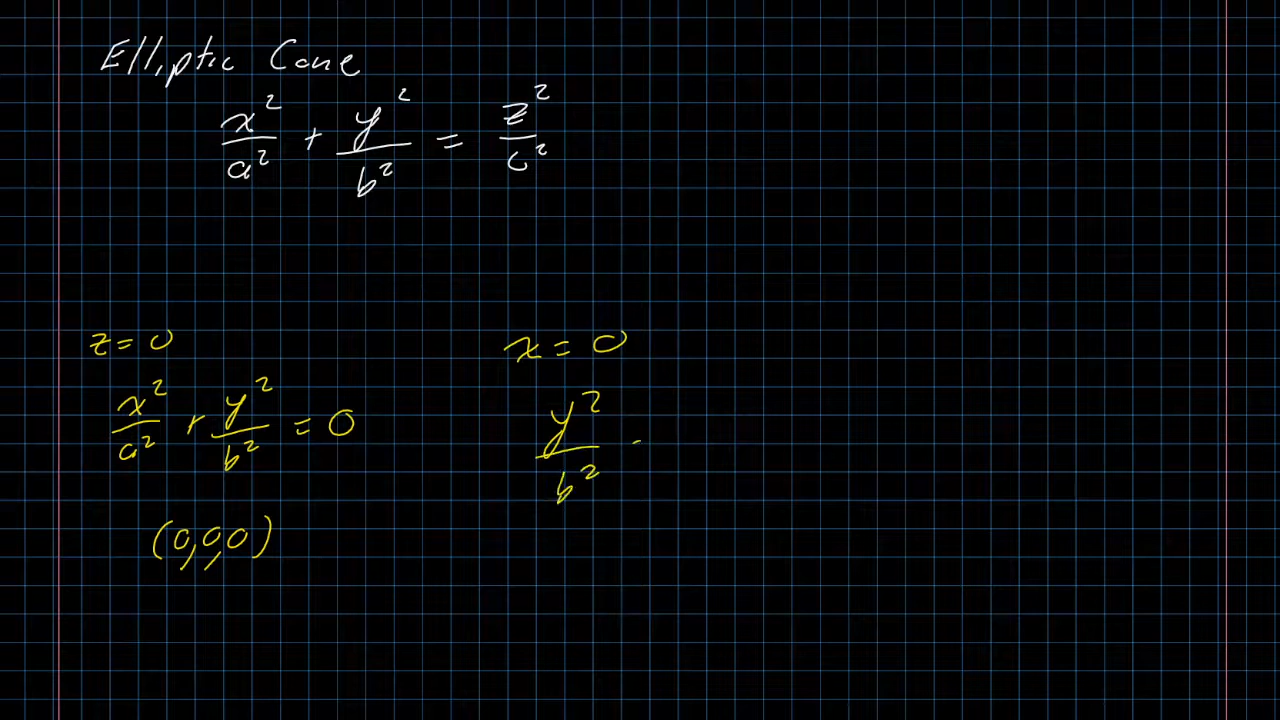 Elliptic Cone
x²/a² + y²/b² = z²/c²
z = 0
x²/a² + y²/b² = 0
(0,0,0)
x = 0
y²/b² -